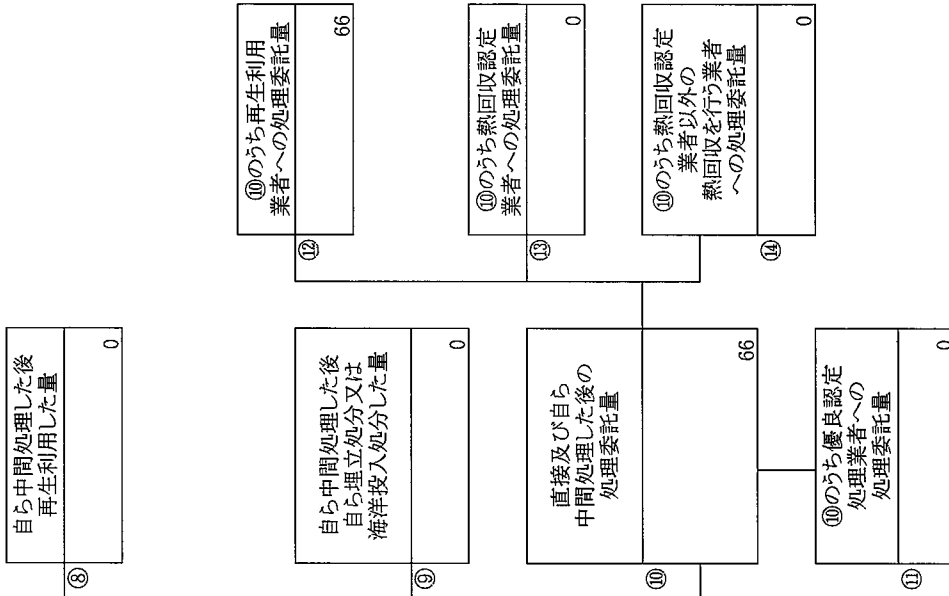 自ら中間処理した後
再生利用した量
⑧
0
自ら中間処理した後
自ら埋立処分又は
海洋投入処分した量
⑨
0
直接及び自ら
中間処理した後の
処理委託量
⑩
66
⑩のうち優良認定
処理業者への
処理委託量
⑪
0
⑩のうち再生利用
業者への処理委託量
⑫
66
⑩のうち熱回収認定
業者への処理委託量
⑬
0
⑩のうち熱回収認定
業者以外の
熱回収を行う業者
への処理委託量
⑭
0